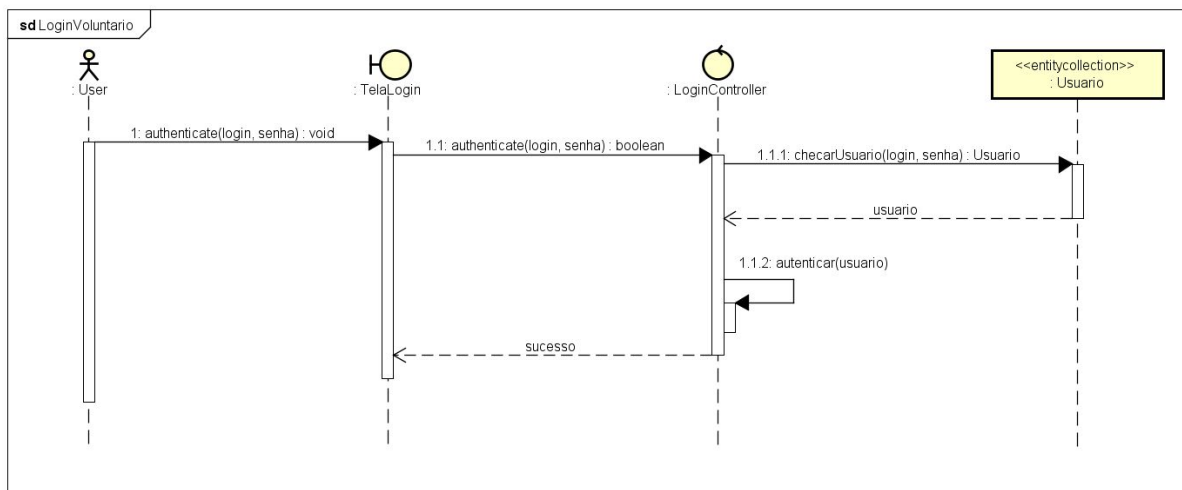 sd LoginVoluntario
: User
: TelaLogin
: LoginController
<<entitycollection>>
: Usuario
1: authenticate(login, senha) : void
1.1: authenticate(login, senha) : boolean
1.1.1: checarUsuario(login, senha) : Usuario
usuario
1.1.2: autenticar(usuario)
sucesso